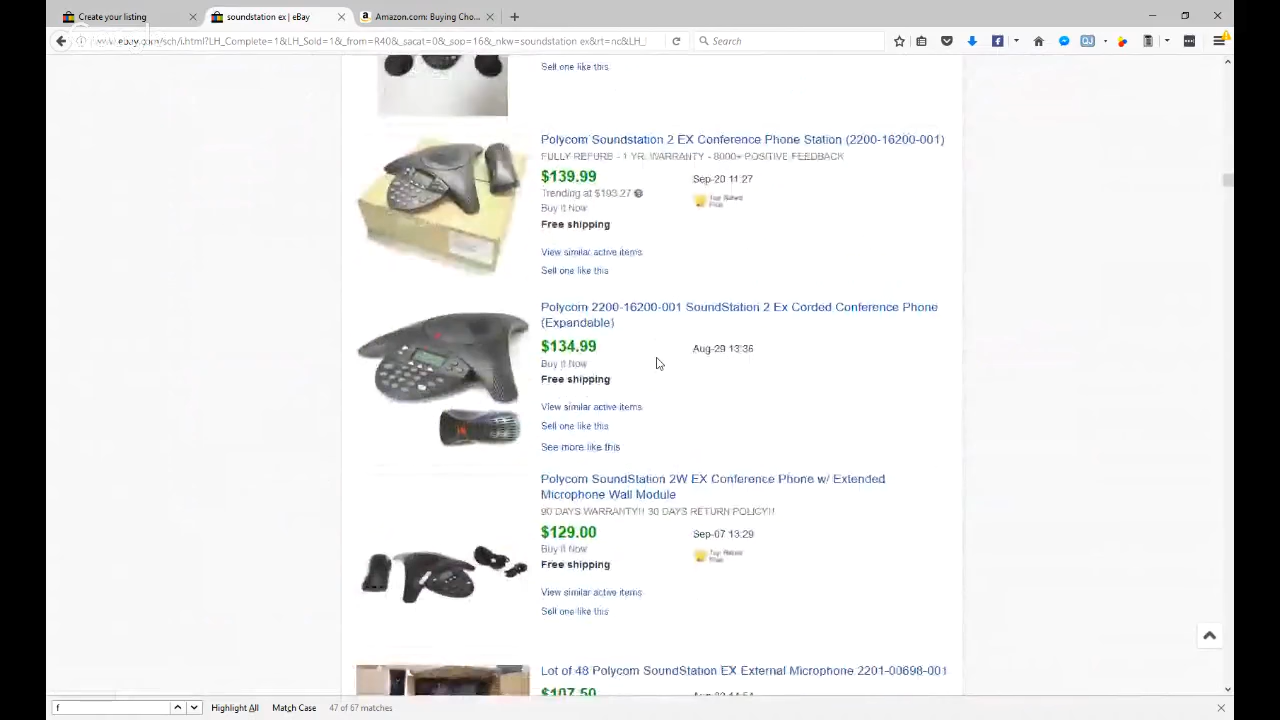 Create your listing
soundstation ex | eBay
Amazon.com: Buying Cho...
www.ebay.com/sch/i.html?LH_Complete=1&LH_Sold=1&_from=R40&_sacat=0&_sop=16&_nkw=soundstation ex&rt=nc&LH_I
Search
Sell one like this
Polycom Soundstation 2 EX Conference Phone Station (2200-16200-001)
FULLY REFURB - 1 YR. WARRANTY - 8000+ POSITIVE FEEDBACK
$139.99
Sep-20 11:27
Trending at $103.27
Top Rated
Plus
Buy It Now
Free shipping
View similar active items
Sell one like this
Polycom 2200-16200-001 SoundStation 2 Ex Corded Conference Phone
(Expandable)
$134.99
Aug-29 13:36
Buy It Now
Free shipping
View similar active items
Sell one like this
See more like this
Polycom SoundStation 2W EX Conference Phone w/ Extended
Microphone Wall Module
90 DAYS WARRANTY!! 30 DAYS RETURN POLICY!!
$129.00
Sep-07 13:29
Buy It Now
Top Rated
Plus
Free shipping
View similar active items
Sell one like this
Lot of 48 Polycom SoundStation EX External Microphone 2201-00698-001
$107.50
f
Highlight All
Match Case
47 of 67 matches